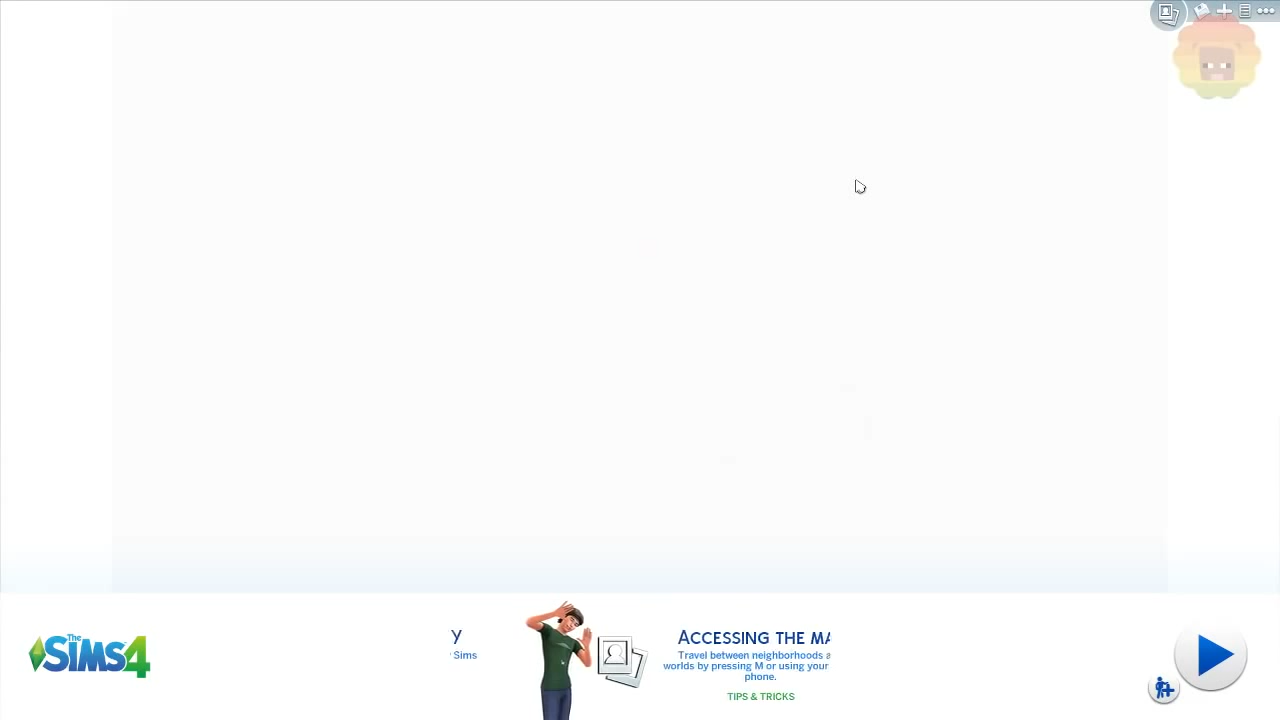 Y
Sims
ACCESSING THE MA
Travel between neighborhoods a
worlds by pressing M or using your
phone.
TIPS & TRICKS
The
SiMS4